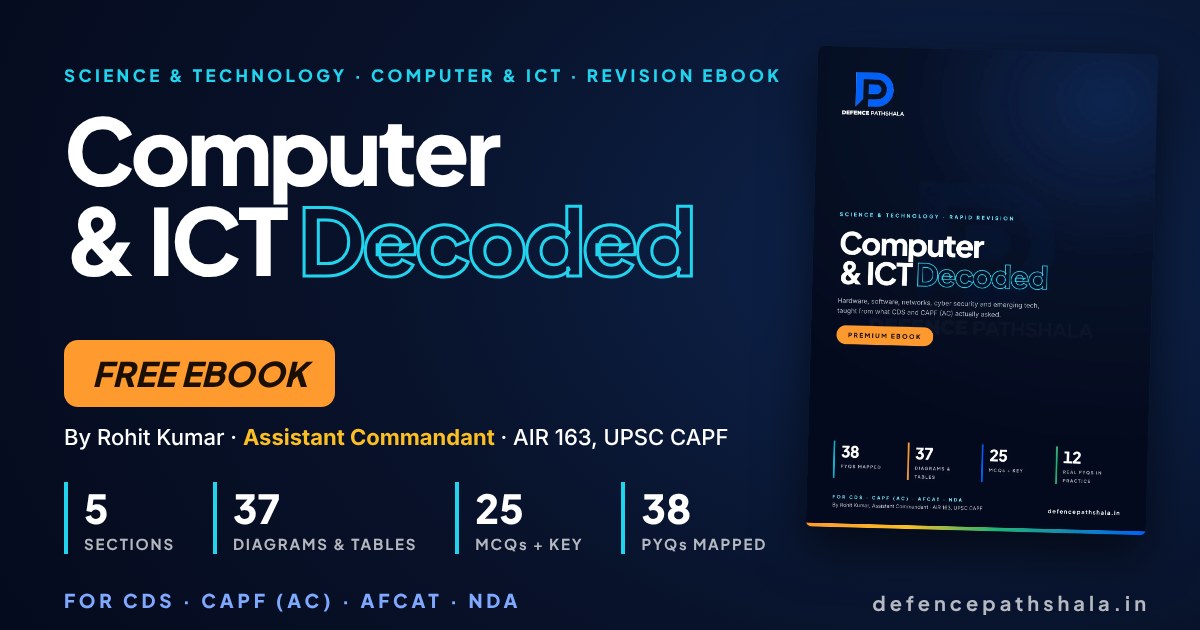 SCIENCE & TECHNOLOGY · COMPUTER & ICT · REVISION EBOOK
Computer
& ICT Decoded
FREE EBOOK
By Rohit Kumar · Assistant Commandant · AIR 163, UPSC CAPF
5
SECTIONS
37
DIAGRAMS & TABLES
25
MCQs + KEY
38
PYQs MAPPED
FOR CDS · CAPF (AC) · AFCAT · NDA
DEFENCE PATHSHALA
SCIENCE & TECHNOLOGY · RAPID REVISION
Computer
& ICT Decoded
Hardware, software, networks, cyber security and emerging tech,
taught from what CDS and CAPF (AC) actually asked.
DEFENCE PATHSHALA
PREMIUM EBOOK
38
PYQS MAPPED
37
DIAGRAMS &
TABLES
25
MCQs + KEY
12
REAL PYQS IN
PRACTICE
FOR CDS · CAPF (AC) · AFCAT · NDA
By Rohit Kumar, Assistant Commandant · AIR 163, UPSC CAPF
defencepathshala.in
defencepathshala.in